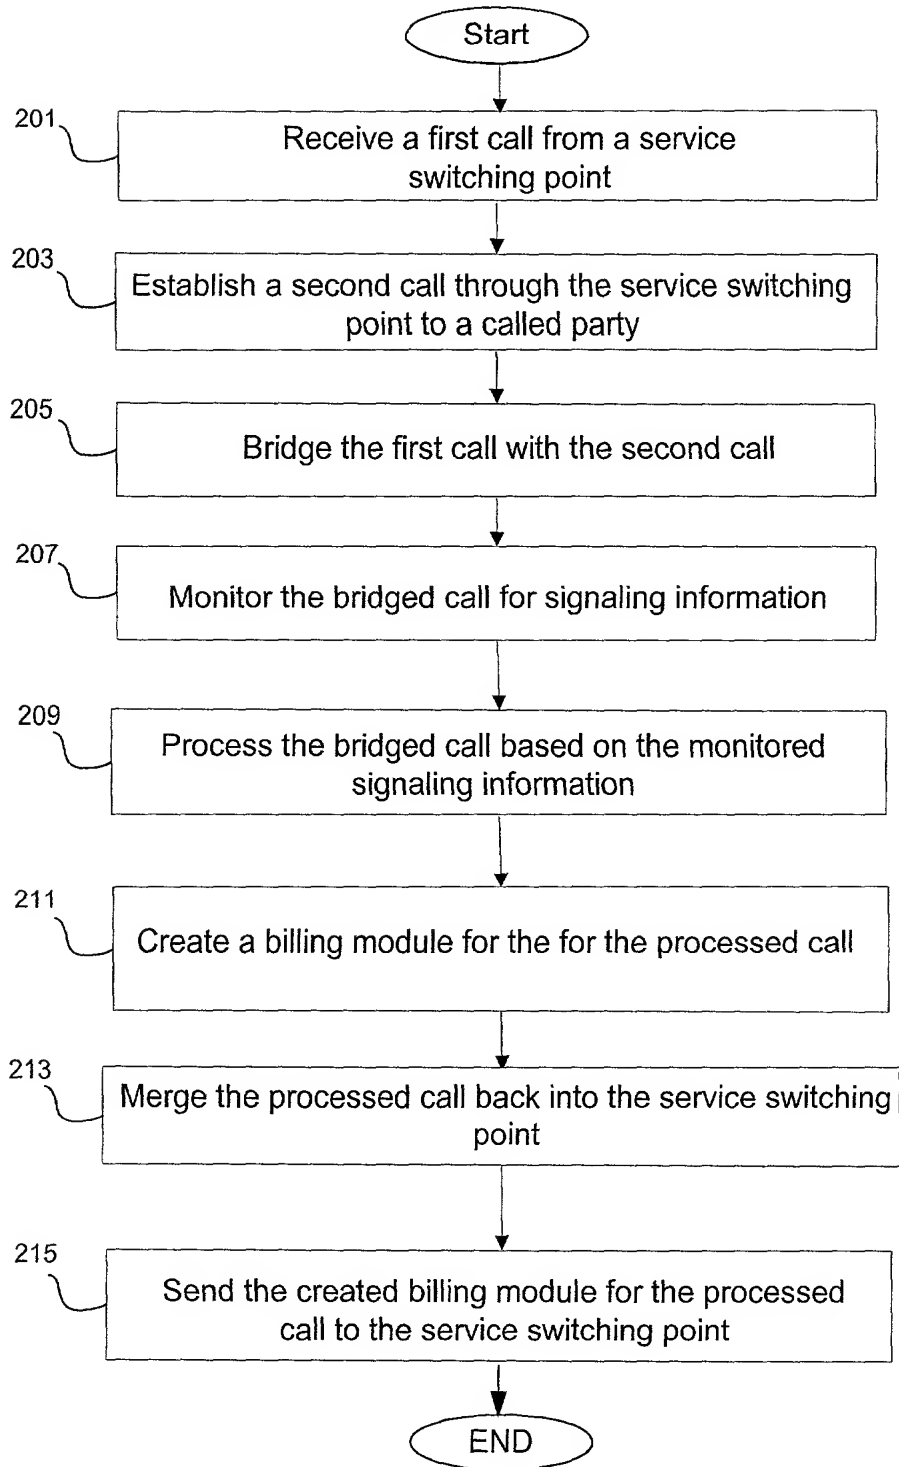 Start
201
Receive a first call from a service
switching point
203
Establish a second call through the service switching
point to a called party
205
Bridge the first call with the second call
207
Monitor the bridged call for signaling information
209
Process the bridged call based on the monitored
signaling information
211
Create a billing module for the for the processed call
213
Merge the processed call back into the service switching
point
215
Send the created billing module for the processed
call to the service switching point
END